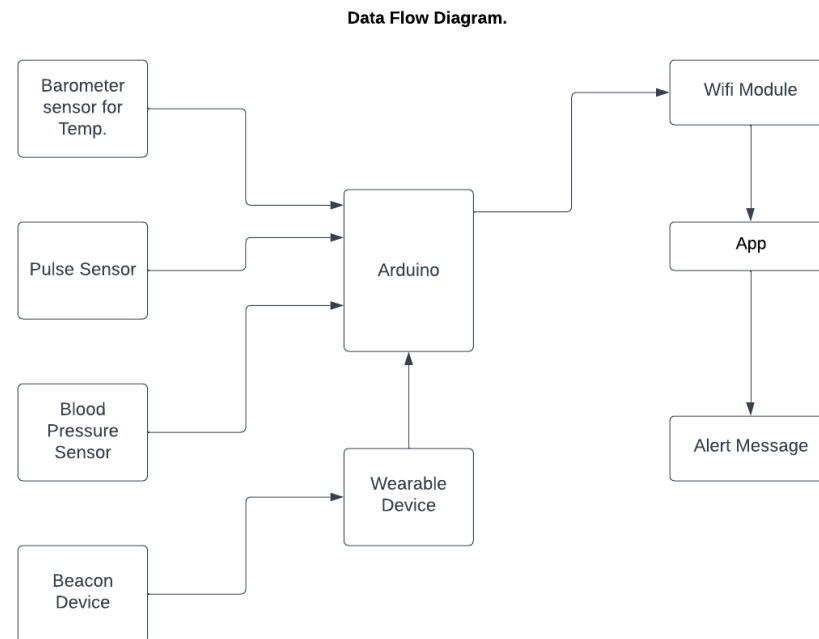 Data Flow Diagram.
Barometer
sensor for
Temp.
Wifi Module
Pulse Sensor
Arduino
App
Blood
Pressure
Sensor
Wearable
Device
Alert Message
Beacon
Device